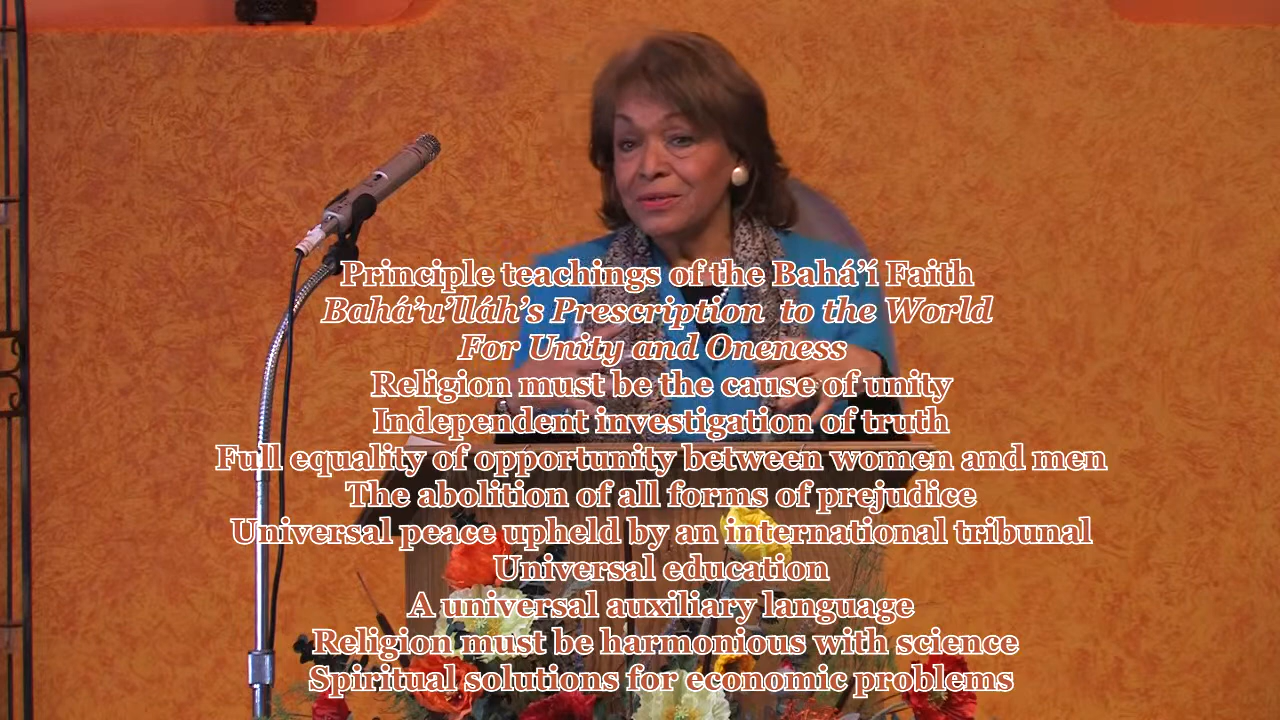 Principle teachings of the Bahá’í Faith
Bahá’u’lláh’s Prescription to the World
For Unity and Oneness
Religion must be the cause of unity
Independent investigation of truth
Full equality of opportunity between women and men
The abolition of all forms of prejudice
Universal peace upheld by an international tribunal
Universal education
A universal auxiliary language
Religion must be harmonious with science
Spiritual solutions for economic problems